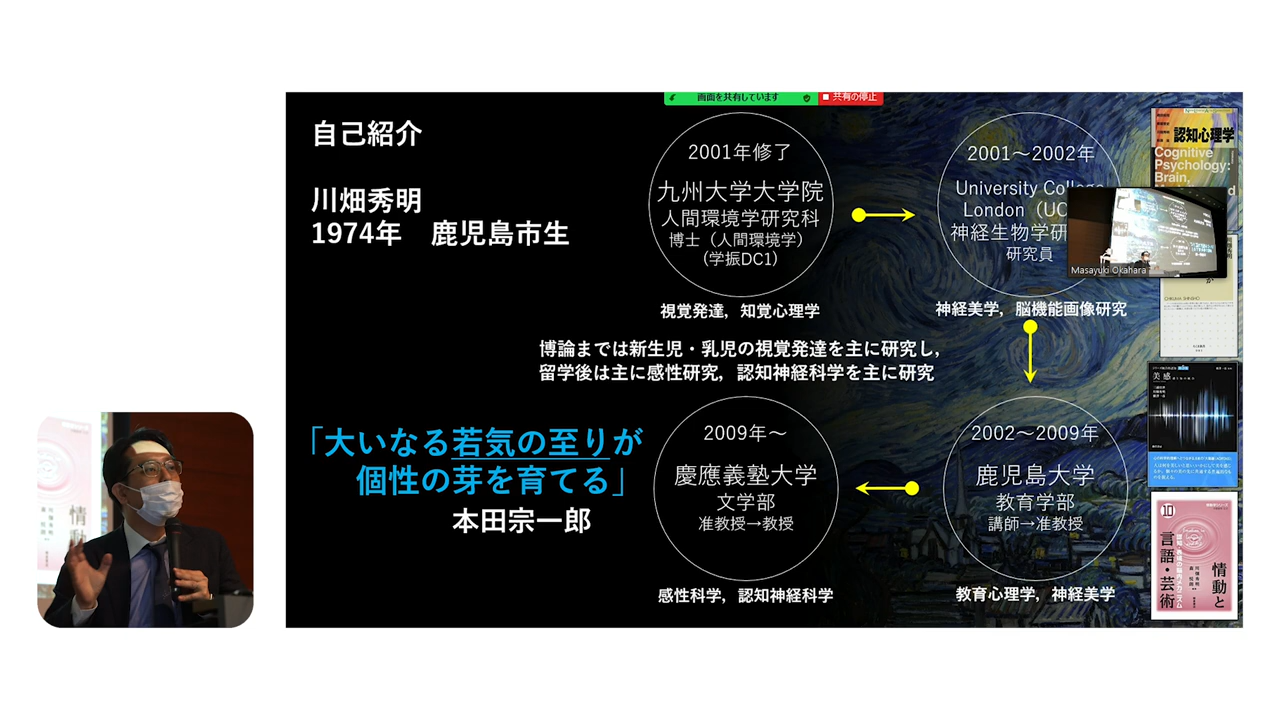 画面を共有しています
共有の停止
自己紹介
川畑秀明
1974年　鹿児島市生
2001年修了
九州大学大学院
人間環境学研究科
博士（人間環境学）
（学振DC1）
視覚発達，知覚心理学
2001～2002年
University College
London（UC
神経生物学研
研究員
神経美学，脳機能画像研究
Masayuki Okahara
博論までは新生児・乳児の視覚発達を主に研究し，
留学後は主に感性研究，認知神経科学を主に研究
「大いなる若気の至りが
個性の芽を育てる」
本田宗一郎
2009年～
慶應義塾大学
文学部
准教授→教授
感性科学，認知神経科学
2002～2009年
鹿児島大学
教育学部
講師→准教授
教育心理学，神経美学
認知心理学
Cognitive
Psychology:
Brain,
美感
10
情動と
言語・芸術
川畑秀明
情動